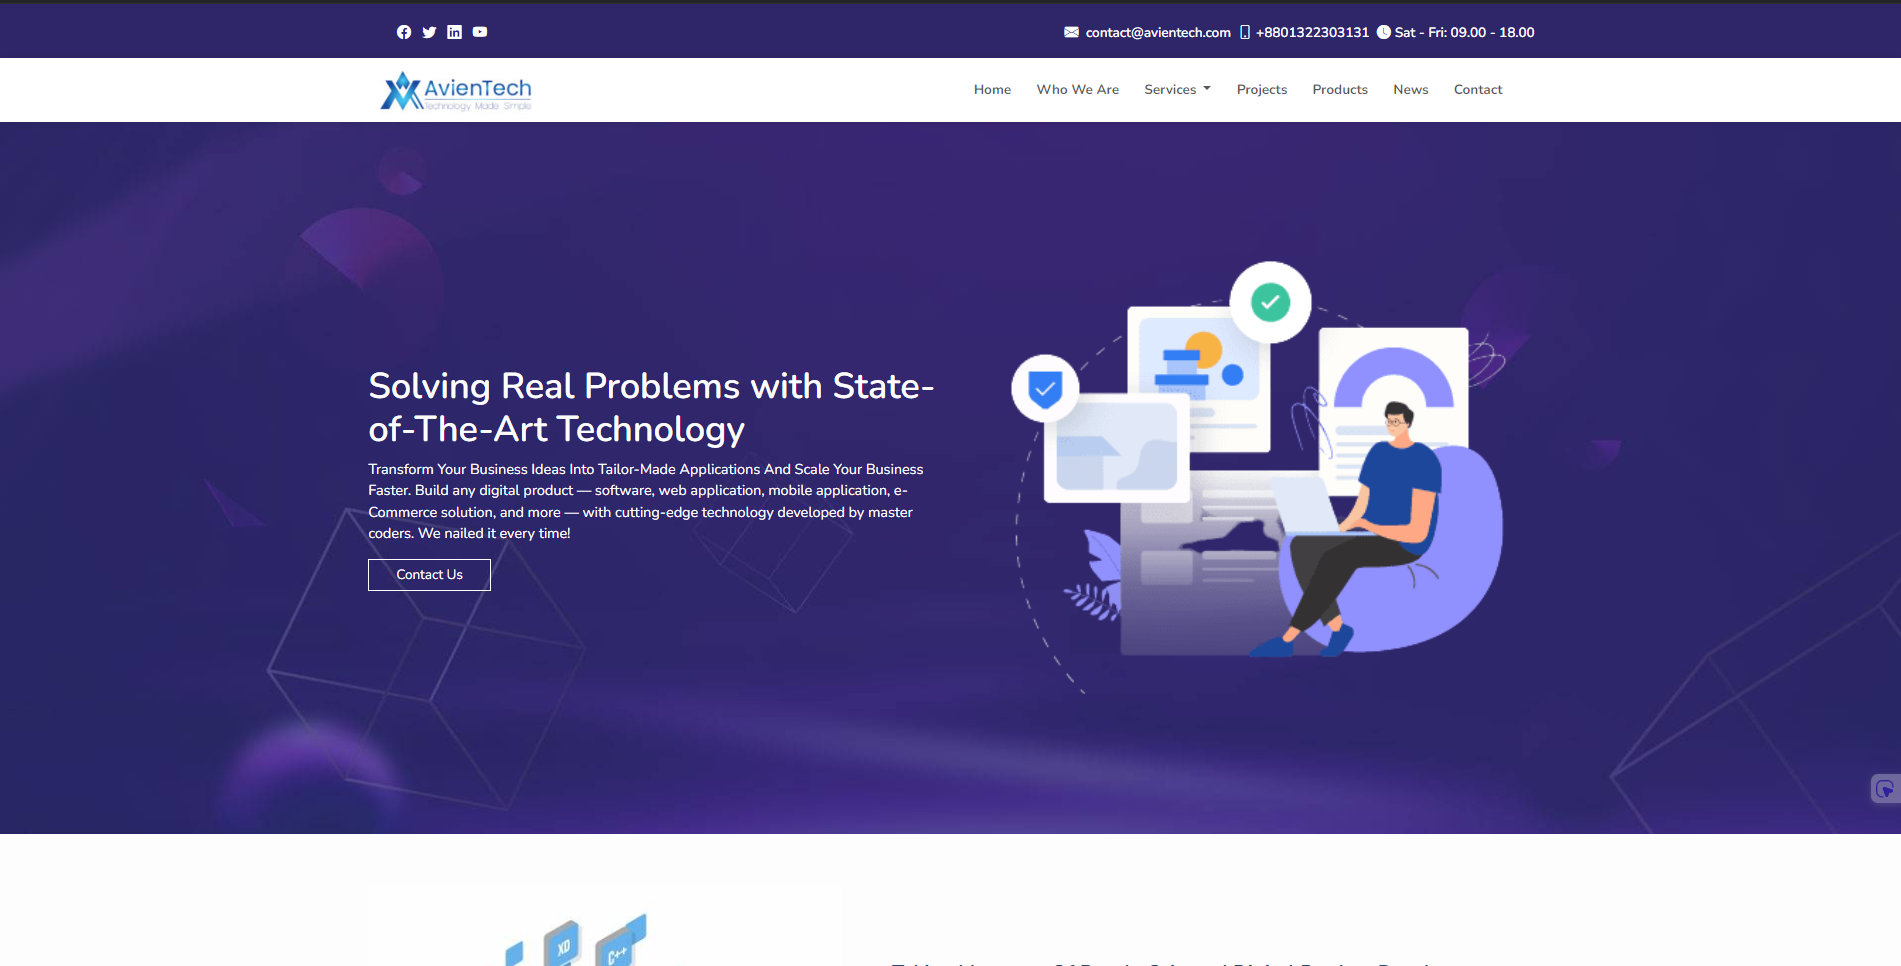 contact@avientech.com +8801322303131 Sat - Fri: 09.00 - 18.00
AvienTech
Technology Made Simple
Home Who We Are Services Projects Products News Contact
Solving Real Problems with State-
of-The-Art Technology
Transform Your Business Ideas Into Tailor-Made Applications And Scale Your Business
Faster. Build any digital product — software, web application, mobile application, e-
Commerce solution, and more — with cutting-edge technology developed by master
coders. We nailed it every time!
Contact Us
XD
C++